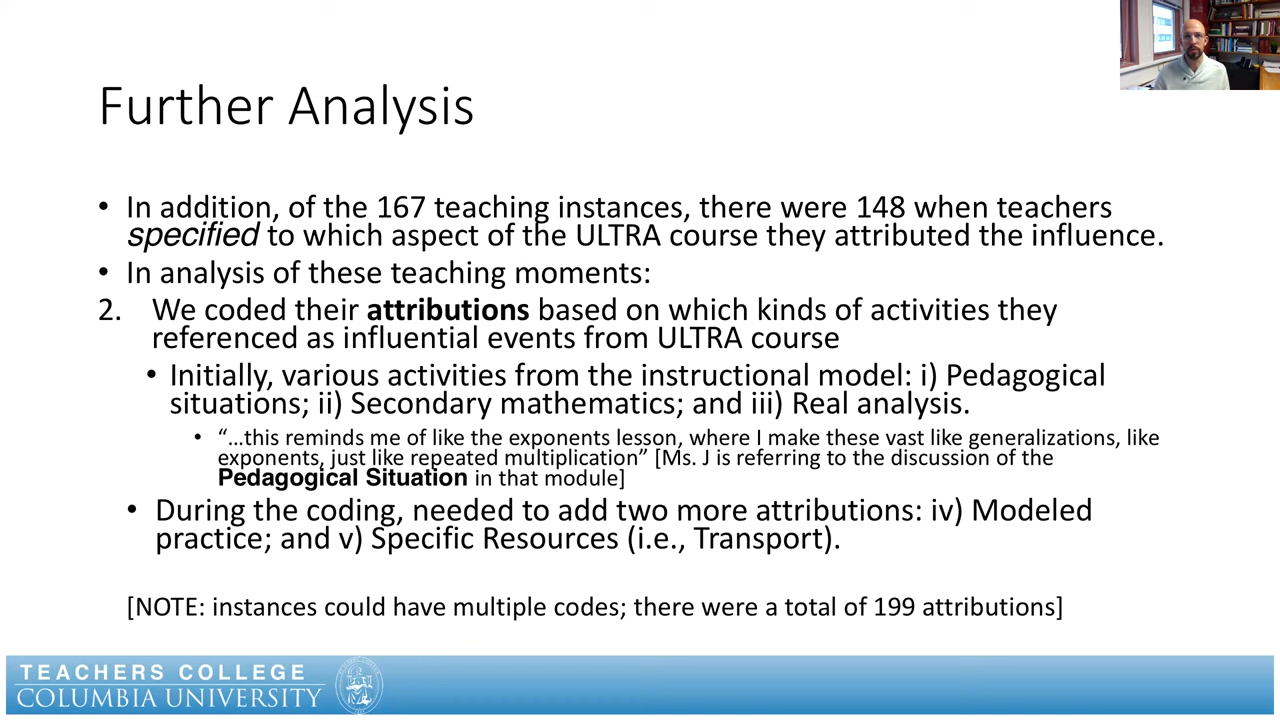 Further Analysis
• In addition, of the 167 teaching instances, there were 148 when teachers
specified to which aspect of the ULTRA course they attributed the influence.
• In analysis of these teaching moments:
2. We coded their attributions based on which kinds of activities they
referenced as influential events from ULTRA course
• Initially, various activities from the instructional model: i) Pedagogical
situations; ii) Secondary mathematics; and iii) Real analysis.
• “…this reminds me of like the exponents lesson, where I make these vast like generalizations, like
exponents, just like repeated multiplication” [Ms. J is referring to the discussion of the
Pedagogical Situation in that module]
• During the coding, needed to add two more attributions: iv) Modeled
practice; and v) Specific Resources (i.e., Transport).
[NOTE: instances could have multiple codes; there were a total of 199 attributions]
TEACHERS COLLEGE
COLUMBIA UNIVERSITY